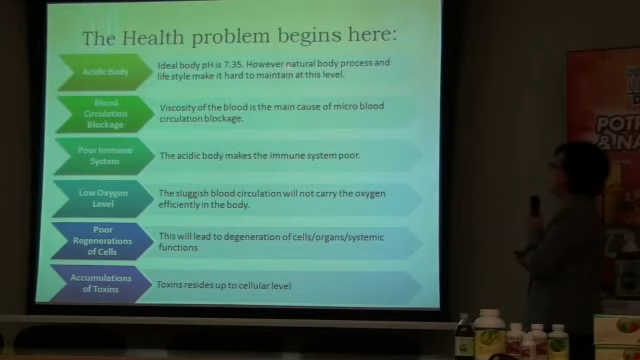 The Health problem begins here:
Acidic Body
Ideal body pH is 7.35. However natural body process and
life style make it hard to maintain at this level.
Blood
Circulation
Blockage
Viscosity of the blood is the main cause of micro blood
circulation blockage.
Poor Immune
System
The acidic body makes the immune system poor.
Low Oxygen
Level
The sluggish blood circulation will not carry the oxygen
efficiently in the body.
Poor
Regenerations
of Cells
This will lead to degeneration of cells/organs/systemic
functions
Accumulations
of Toxins
Toxins resides up to cellular level